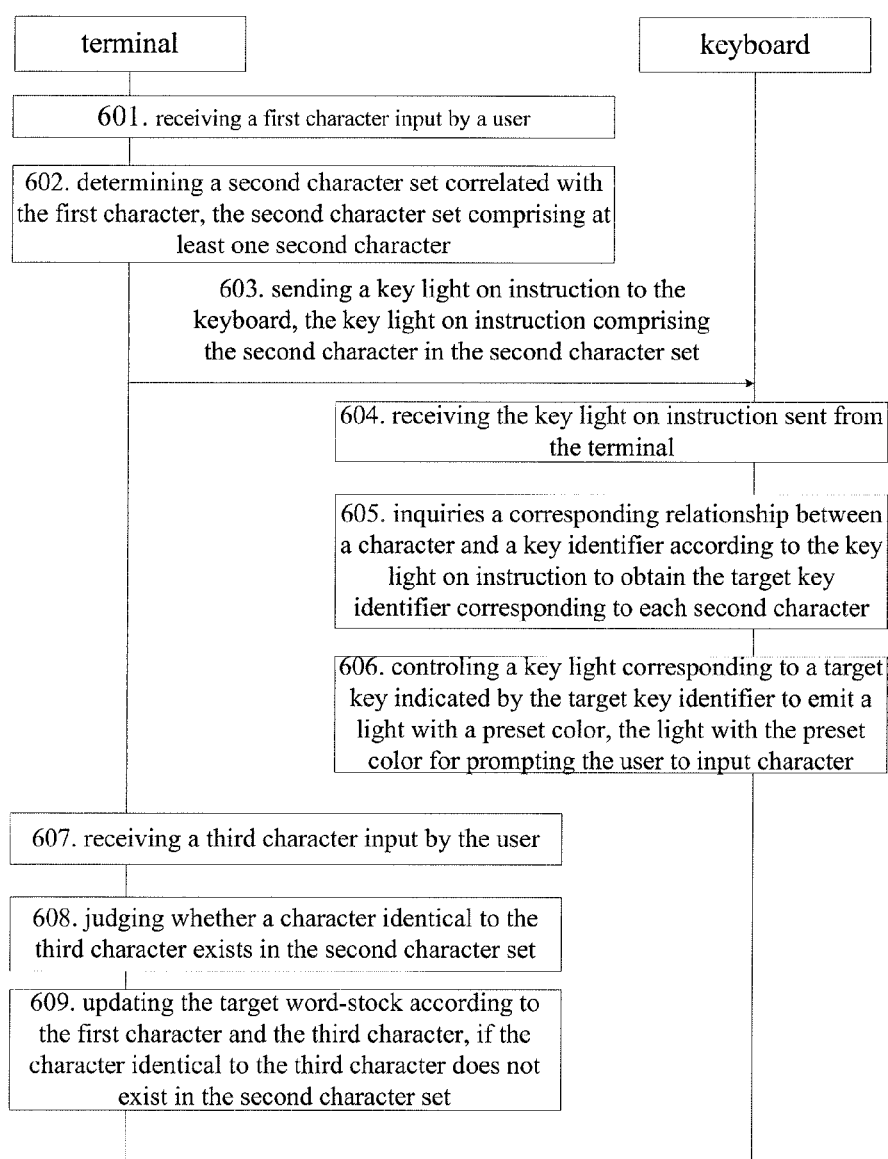 terminal
keyboard
601. receiving a first character input by a user
602. determining a second character set correlated with
the first character, the second character set comprising at
least one second character
603. sending a key light on instruction to the
keyboard, the key light on instruction comprising
the second character in the second character set
604. receiving the key light on instruction sent from
the terminal
605. inquiries a corresponding relationship between
a character and a key identifier according to the key
light on instruction to obtain the target key
identifier corresponding to each second character
606. controling a key light corresponding to a target
key indicated by the target key identifier to emit a
light with a preset color, the light with the preset
color for prompting the user to input character
607. receiving a third character input by the user
608. judging whether a character identical to the
third character exists in the second character set
609. updating the target word-stock according to
the first character and the third character, if the
character identical to the third character does not
exist in the second character set